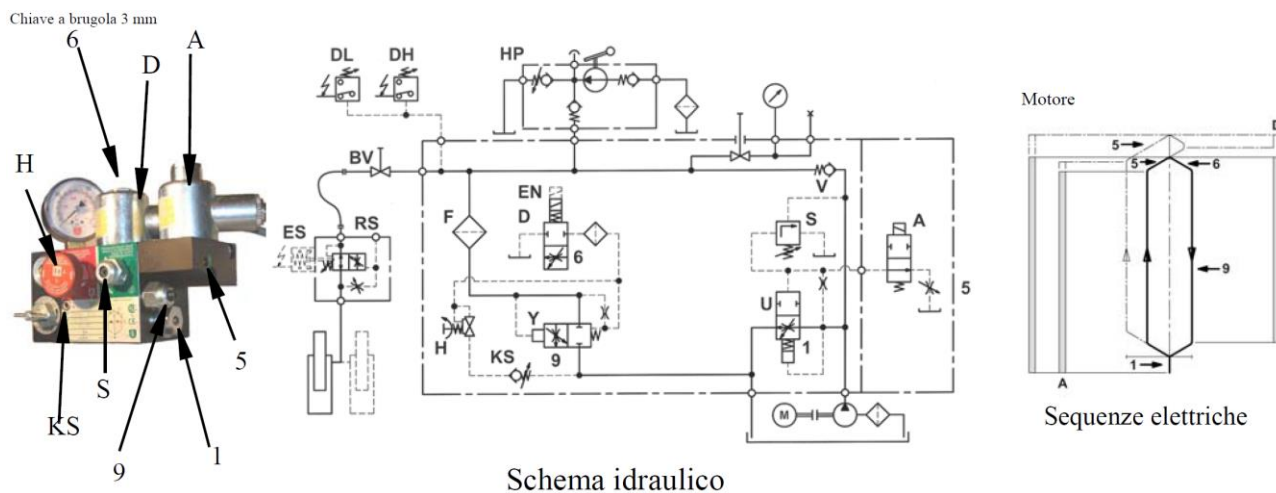 Chiave a brugola 3 mm
6
A
D
H
S
KS
9
1
5
DL
DH
HP
BV
ES
RS
F
EN
D
6
V
S
A
5
H
Y
9
KS
U
1
M
Schema idraulico
Motore
5
5
6
9
1
A
D
Sequenze elettriche